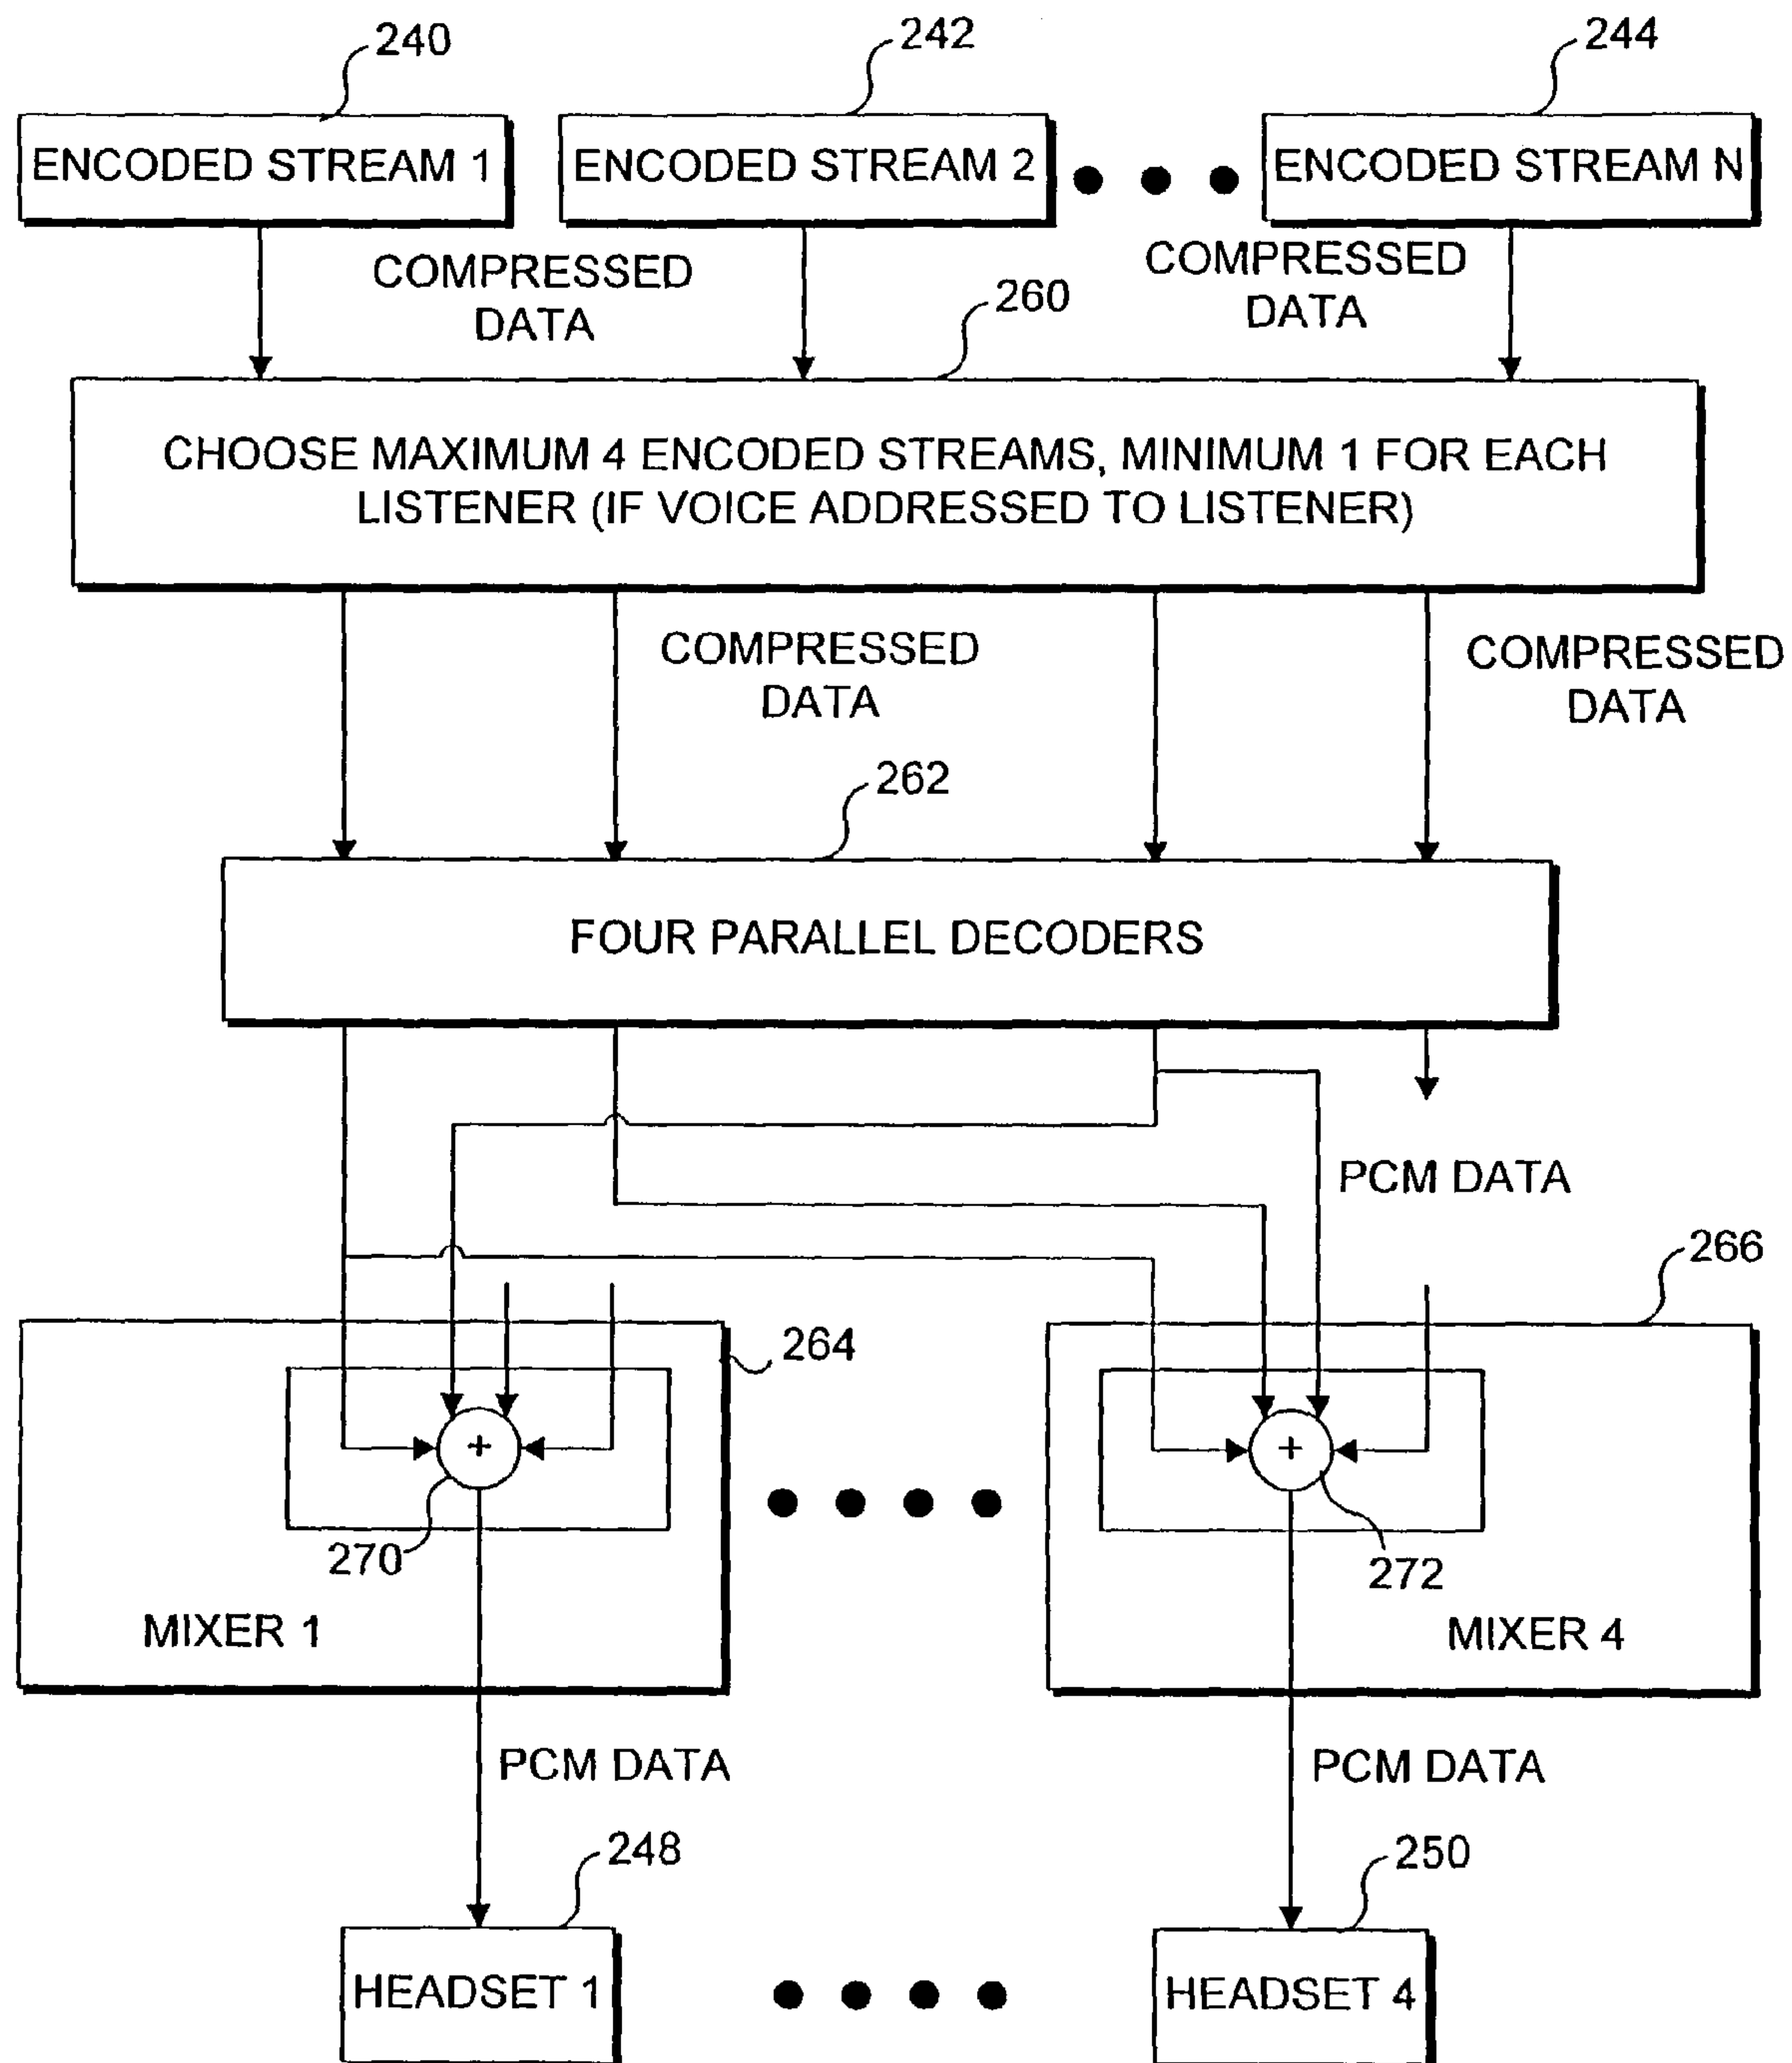 240
242
244
ENCODED STREAM 1
ENCODED STREAM 2
ENCODED STREAM N
COMPRESSED
DATA
COMPRESSED
DATA
260
CHOOSE MAXIMUM 4 ENCODED STREAMS, MINIMUM 1 FOR EACH
LISTENER (IF VOICE ADDRESSED TO LISTENER)
COMPRESSED
DATA
COMPRESSED
DATA
262
FOUR PARALLEL DECODERS
PCM DATA
266
264
+
+
270
272
MIXER 1
MIXER 4
PCM DATA
PCM DATA
248
250
HEADSET 1
HEADSET 4